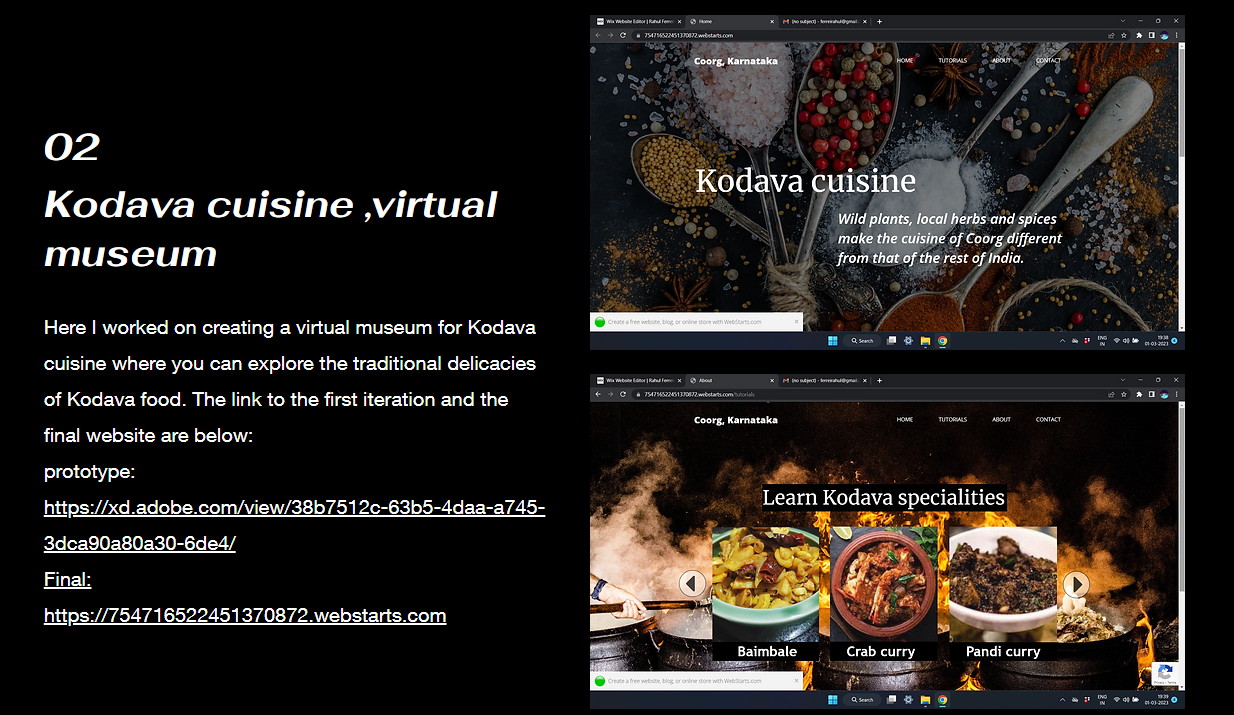 02
Kodava cuisine ,virtual
museum
Here I worked on creating a virtual museum for Kodava
cuisine where you can explore the traditional delicacies
of Kodava food. The link to the first iteration and the
final website are below:
prototype:
https://xd.adobe.com/view/38b7512c-63b5-4daa-a745-
3dca90a80a30-6de4/
Final:
https://754716522451370872.webstarts.com
Wix Website Editor | Rahul Ferre
Home
(no subject) - ferreirahul@gmai
754716522451370872.webstarts.com
Coorg, Karnataka HOME TUTORIALS ABOUT CONTACT
Kodava cuisine
Wild plants, local herbs and spices
make the cuisine of Coorg different
from that of the rest of India.
Create a free website, blog, or online store with WebStarts.com
Search
ENG 19:38
IN 01-03-2023
Wix Website Editor | Rahul Ferre
About
(no subject) - ferreirahul@gmai
754716522451370872.webstarts.com/tutorials
Coorg, Karnataka HOME TUTORIALS ABOUT CONTACT
Learn Kodava specialities
Baimbale Crab curry Pandi curry
Create a free website, blog, or online store with WebStarts.com
Privacy - Terms
Search
ENG 19:39
IN 01-03-2023